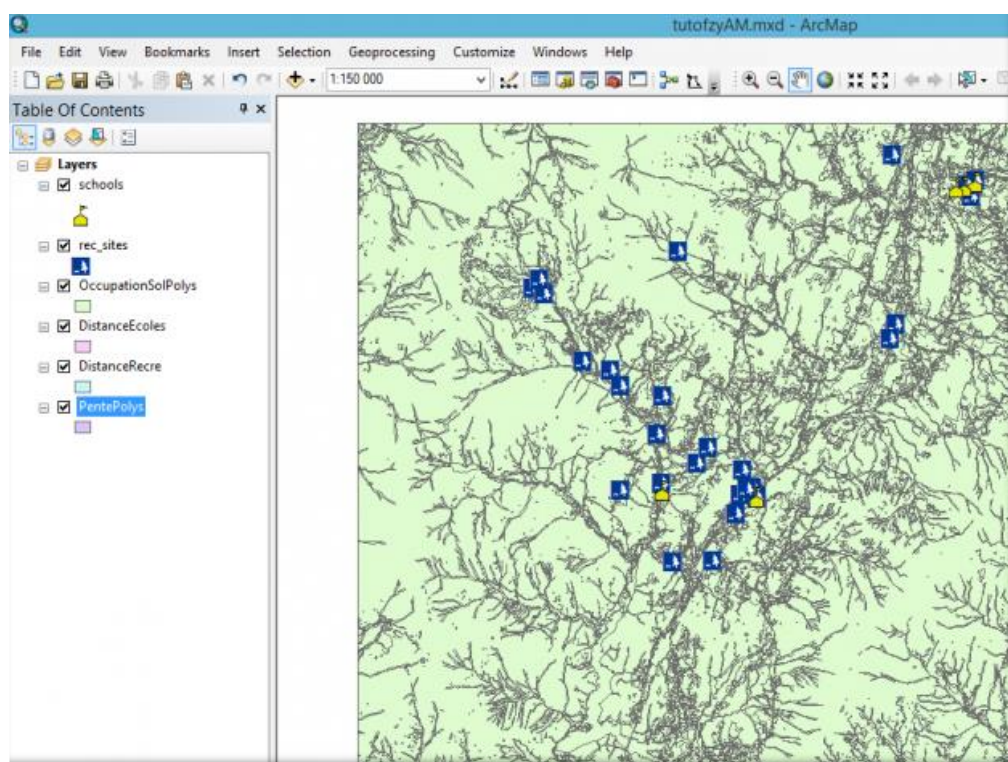 tutofzyAM.mxd - ArcMap
File Edit View Bookmarks Insert Selection Geoprocessing Customize Windows Help
1:150 000
Table Of Contents
Layers
schools
rec_sites
OccupationSolPolys
DistanceEcoles
DistanceRecre
PentePolys